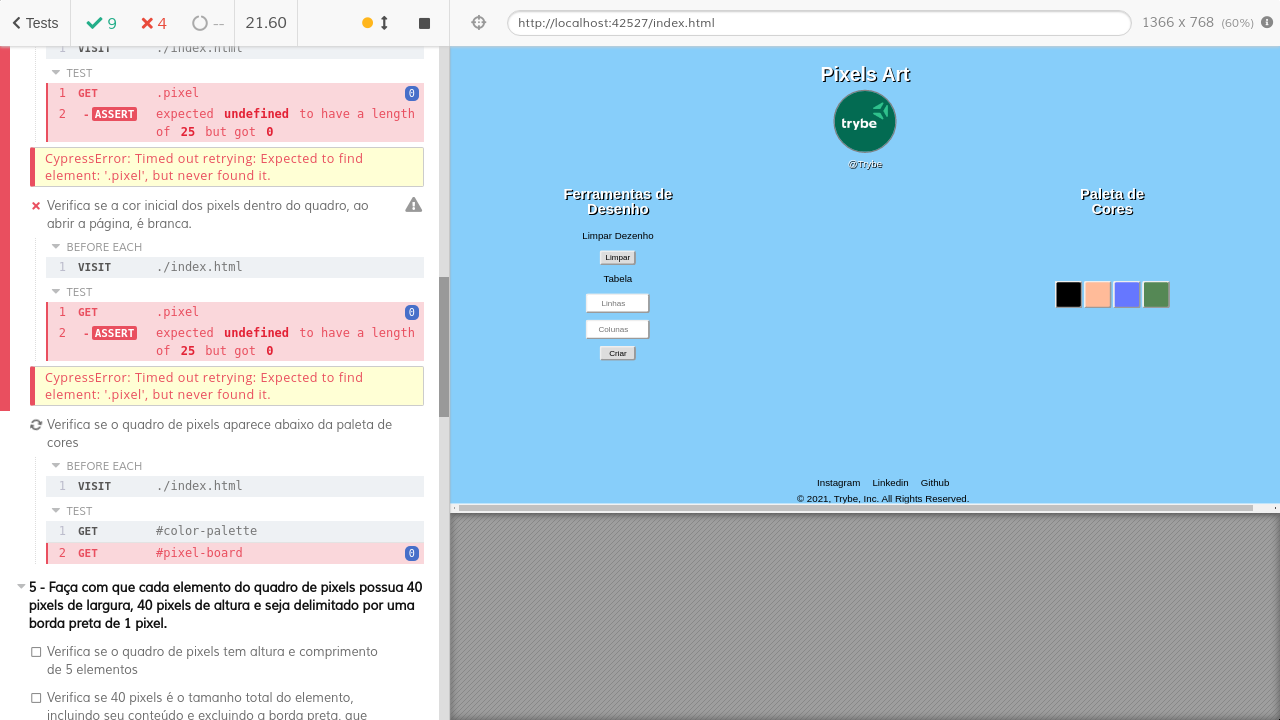 Tests
9
4
--
21.60
http://localhost:42527/index.html
1366 x 768 (60%)
1 VISIT ./index.html
TEST
1 GET .pixel 0
2 -ASSERT expected undefined to have a length
of 25 but got 0
CypressError: Timed out retrying: Expected to find
element: '.pixel', but never found it.
Verifica se a cor inicial dos pixels dentro do quadro, ao
abrir a página, é branca.
BEFORE EACH
1 VISIT ./index.html
TEST
1 GET .pixel 0
2 -ASSERT expected undefined to have a length
of 25 but got 0
CypressError: Timed out retrying: Expected to find
element: '.pixel', but never found it.
Verifica se o quadro de pixels aparece abaixo da paleta de
cores
BEFORE EACH
1 VISIT ./index.html
TEST
1 GET #color-palette
2 GET #pixel-board 0
5 - Faça com que cada elemento do quadro de pixels possua 40
pixels de largura, 40 pixels de altura e seja delimitado por uma
borda preta de 1 pixel.
Verifica se o quadro de pixels tem altura e comprimento
de 5 elementos
Verifica se 40 pixels é o tamanho total do elemento,
incluindo seu conteúdo e excluindo a borda preta, que
Pixels Art
trybe
@Trybe
Ferramentas de
Desenho
Limpar Dezenho
Limpar
Tabela
Linhas
Colunas
Criar
Paleta de
Cores
Instagram Linkedin Github
© 2021, Trybe, Inc. All Rights Reserved.